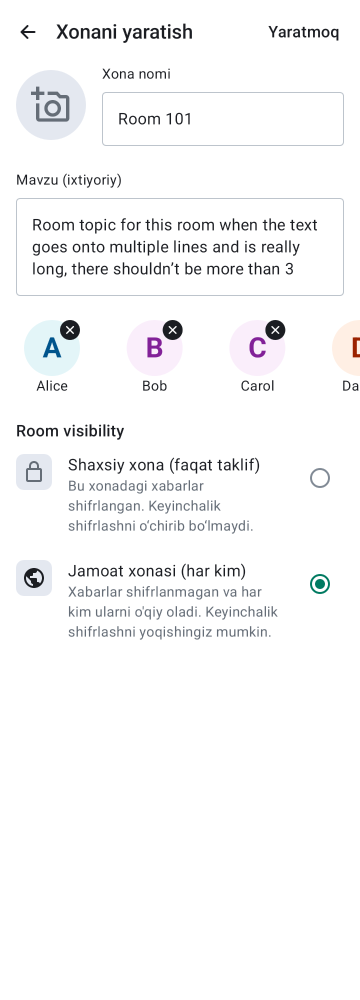 Xonani yaratish
Yaratmoq
Xona nomi
Room 101
Mavzu (ixtiyoriy)
Room topic for this room when the text
goes onto multiple lines and is really
long, there shouldn’t be more than 3
A
B
C
Alice
Bob
Carol
Da
Room visibility
Shaxsiy xona (faqat taklif)
Bu xonadagi xabarlar
shifrlangan. Keyinchalik
shifrlashni o‘chirib bo‘lmaydi.
Jamoat xonasi (har kim)
Xabarlar shifrlanmagan va har
kim ularni o'qiy oladi. Keyinchalik
shifrlashni yoqishingiz mumkin.